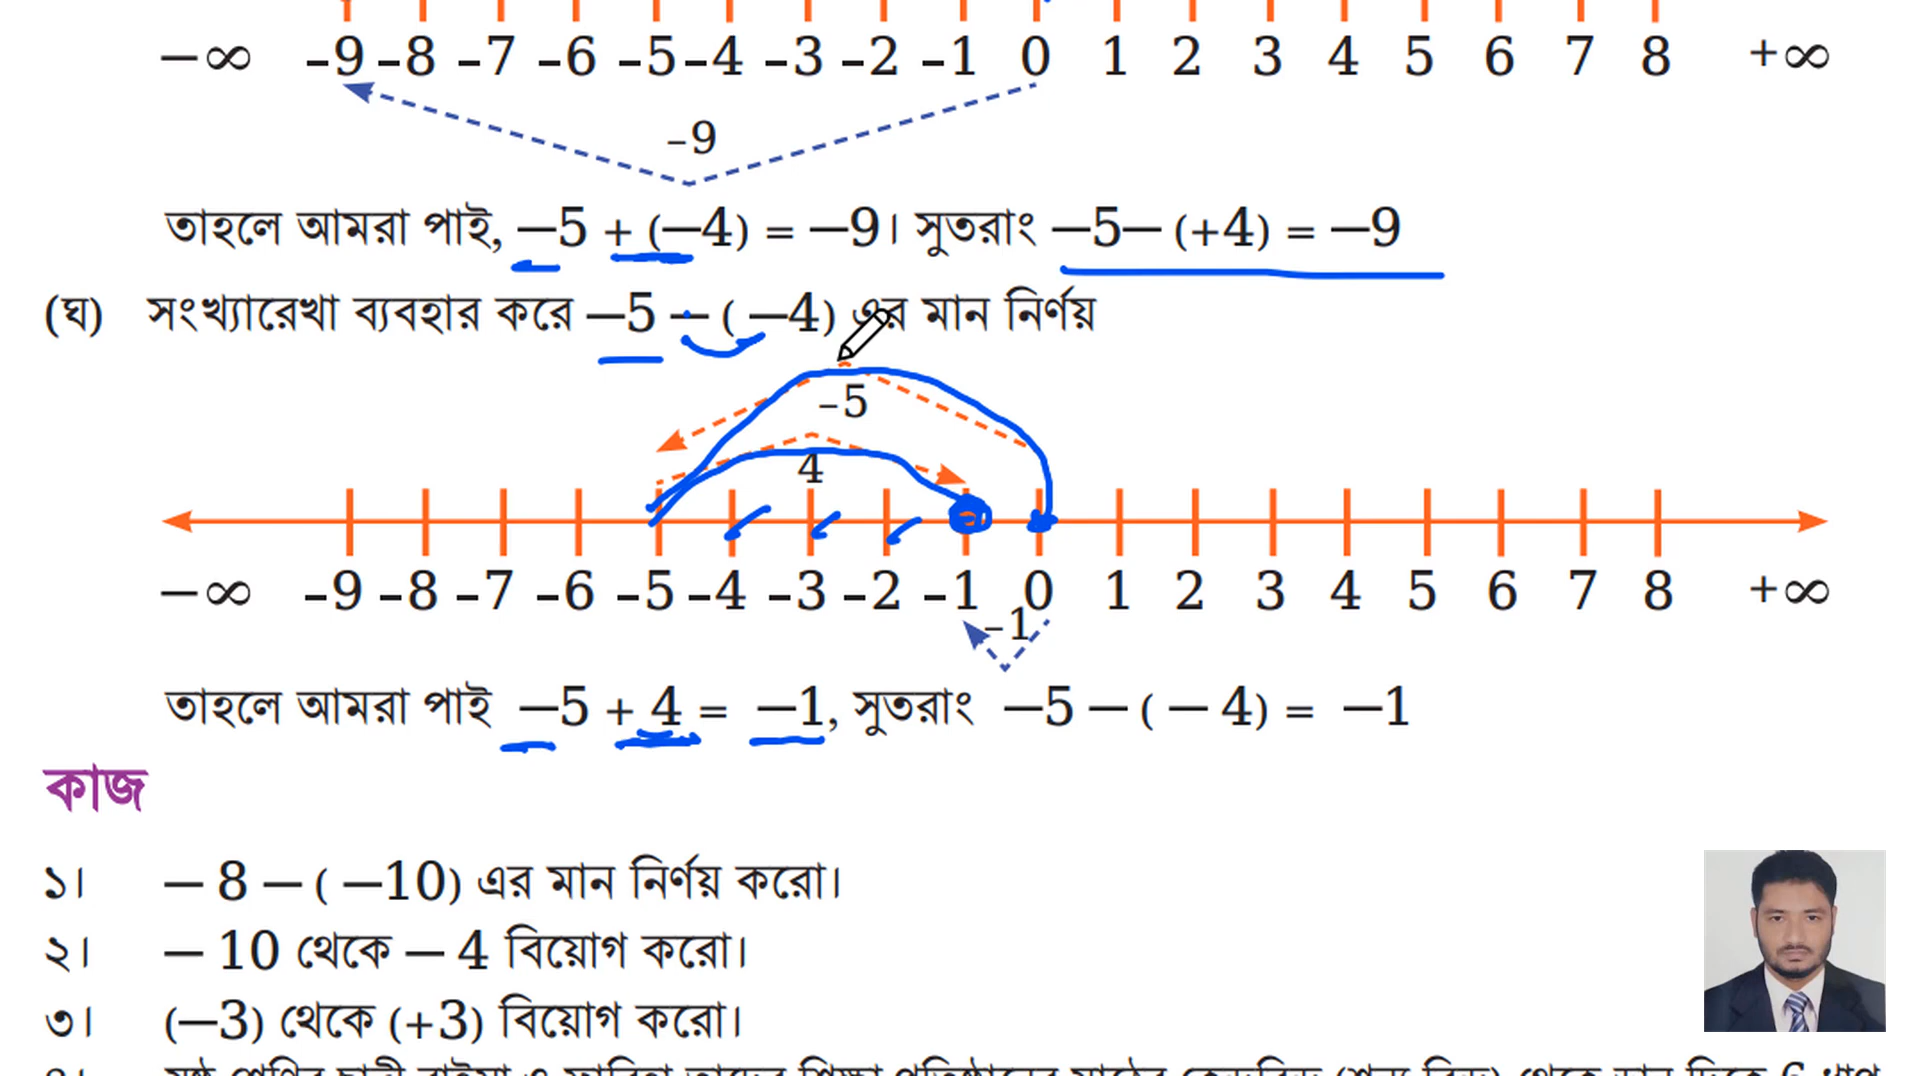 −∞ –9 –8 –7 –6 –5 –4 –3 –2 –1 0 1 2 3 4 5 6 7 8 +∞
–9
তাহলে আমরা পাই, −5 + (−4) = −9। সুতরাং −5− (+4) = −9
(ঘ) সংখ্যারেখা ব্যবহার করে −5 − ( −4) এর মান নির্ণয়
–5
4
−∞ –9 –8 –7 –6 –5 –4 –3 –2 –1 0 1 2 3 4 5 6 7 8 +∞
–1
তাহলে আমরা পাই −5 + 4 = −1, সুতরাং −5 − ( − 4) = −1
কাজ
১। − 8 − ( −10) এর মান নির্ণয় করো।
২। − 10 থেকে − 4 বিয়োগ করো।
৩। (−3) থেকে (+3) বিয়োগ করো।